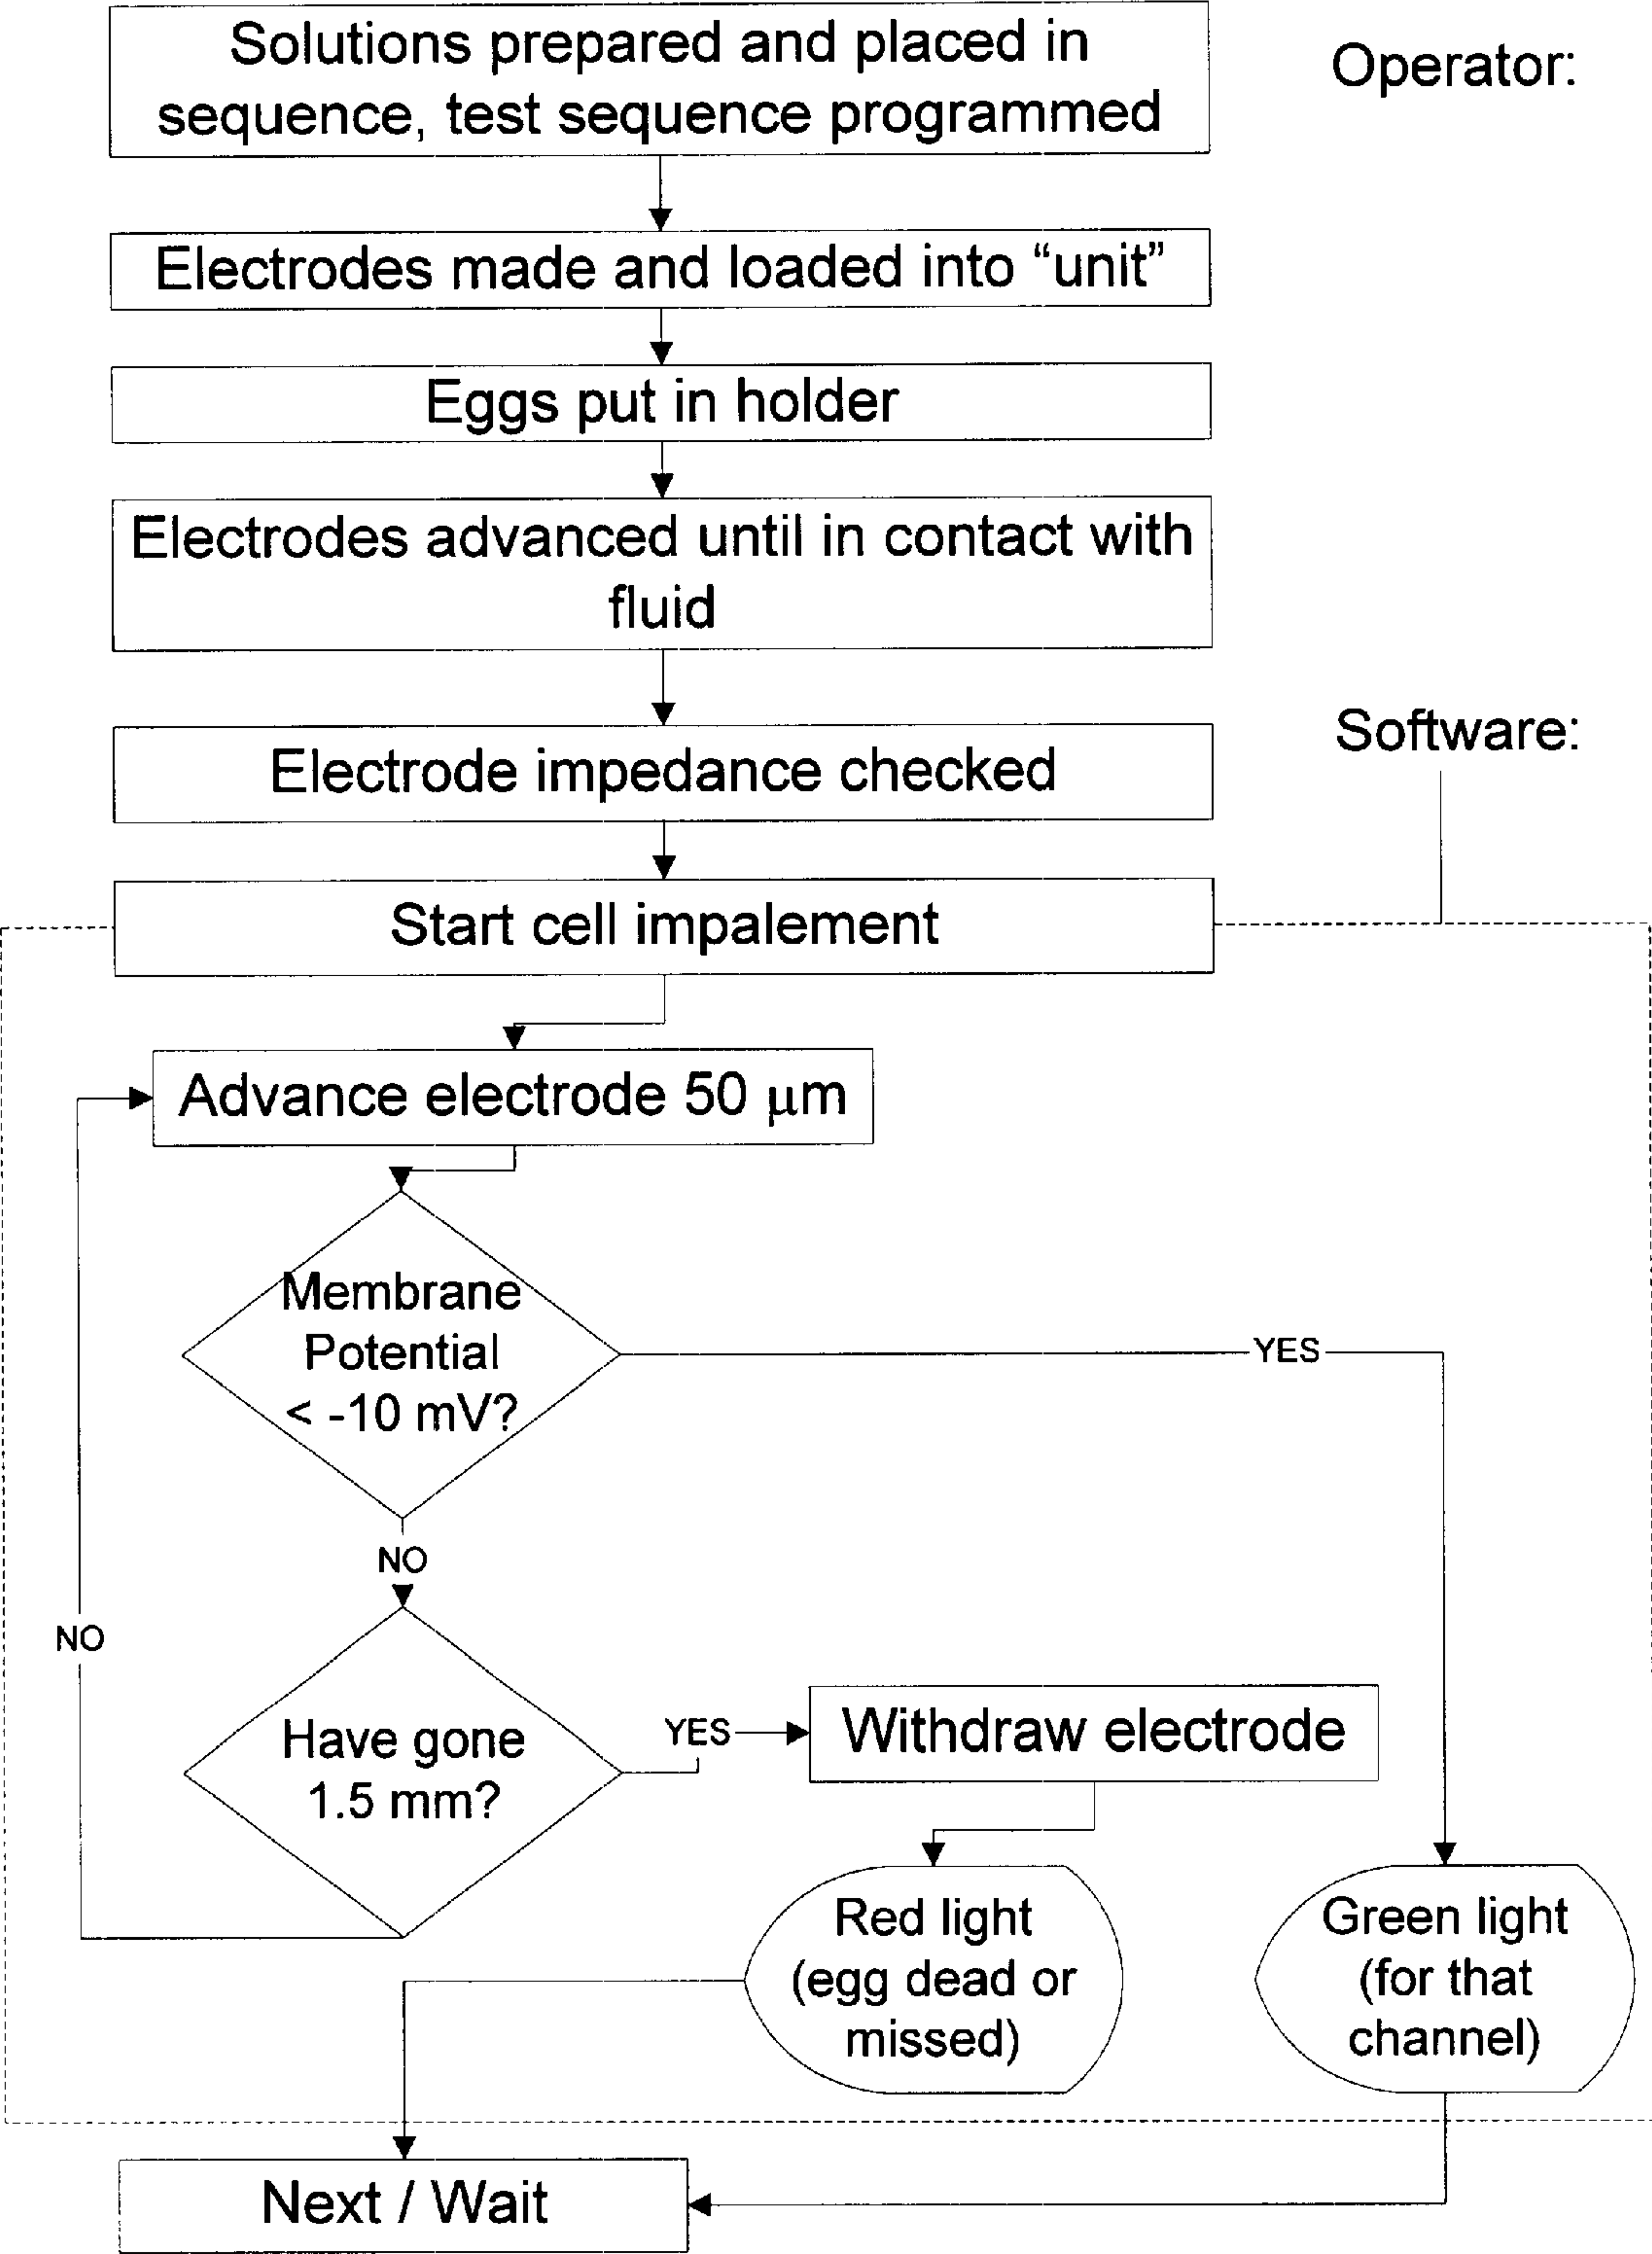 Solutions prepared and placed in
sequence, test sequence programmed
Operator:
Electrodes made and loaded into “unit”
Eggs put in holder
Electrodes advanced until in contact with
fluid
Electrode impedance checked
Software:
Start cell impalement
Advance electrode 50 μm
Membrane
Potential
< -10 mV?
YES
NO
NO
Have gone
1.5 mm?
YES
Withdraw electrode
Red light
(egg dead or
missed)
Green light
(for that
channel)
Next / Wait